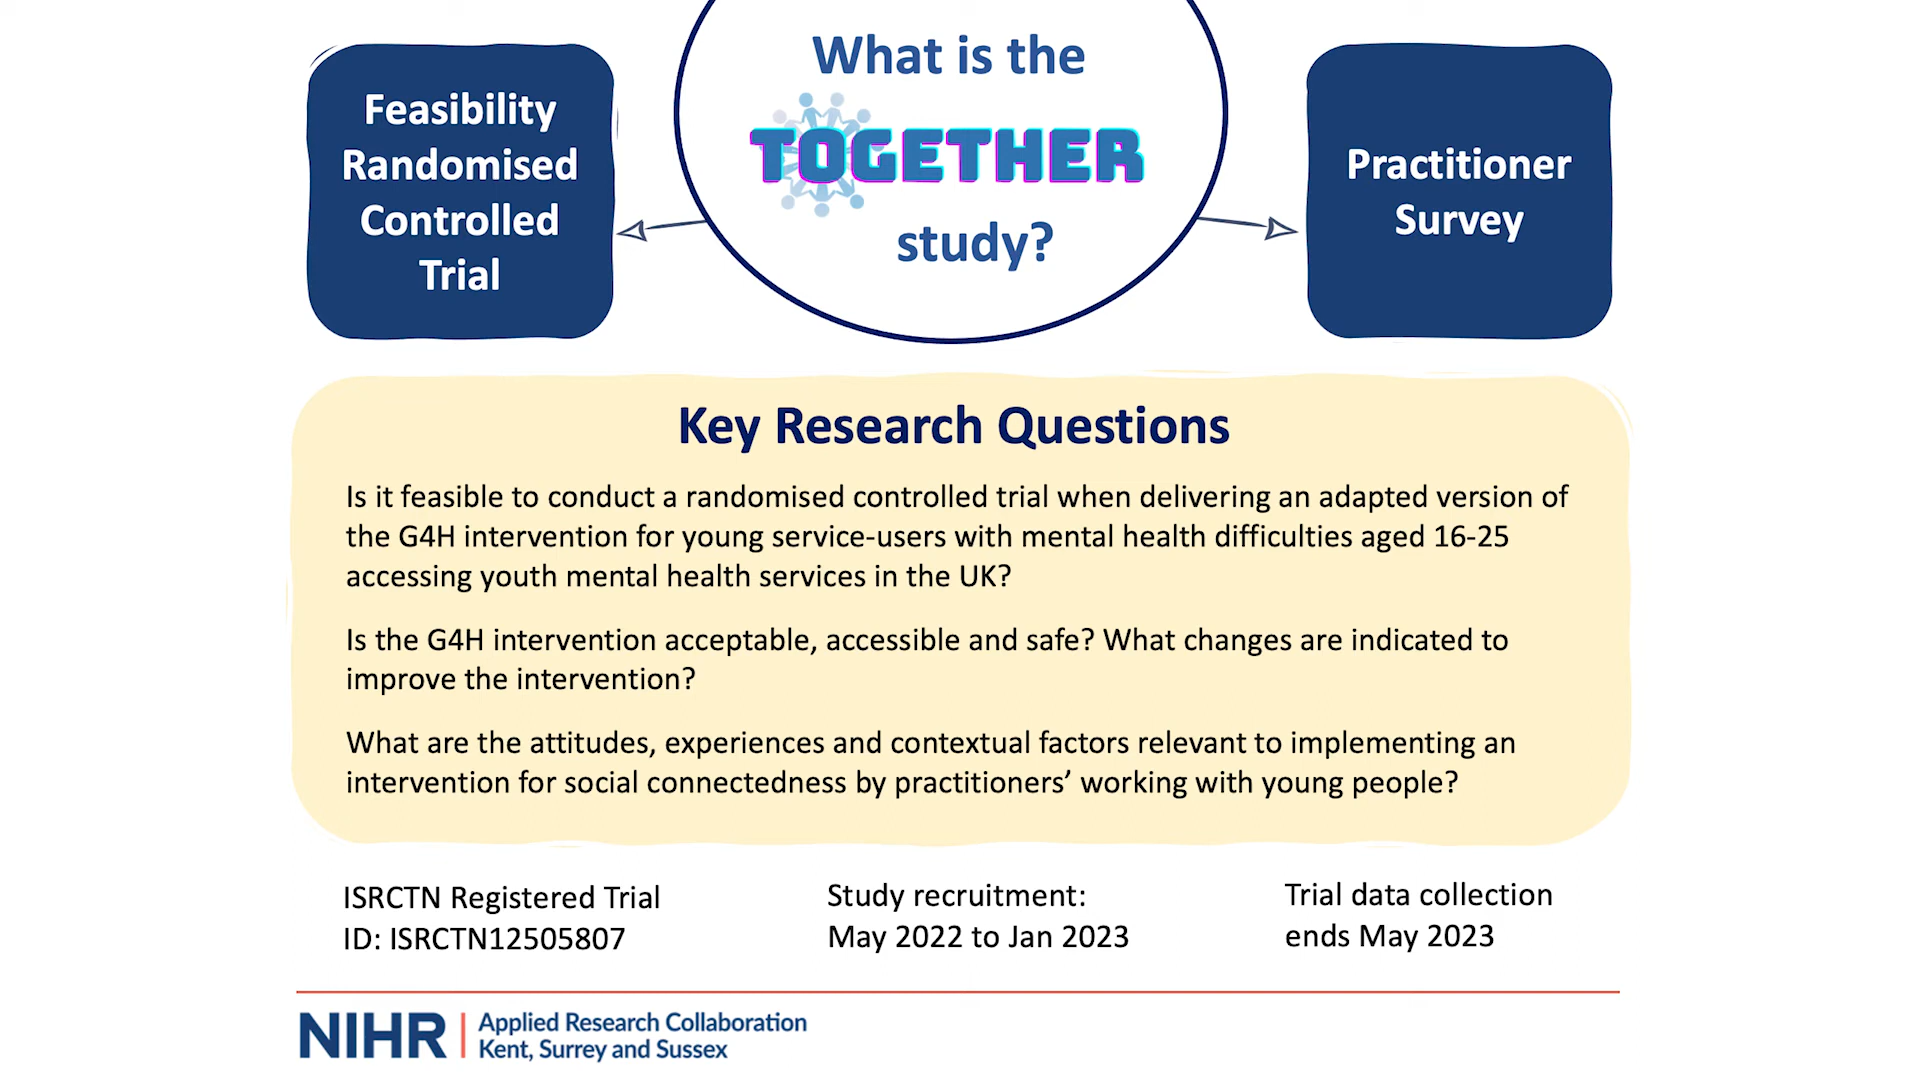 What is the
TOGETHER
study?
Feasibility
Randomised
Controlled
Trial
Practitioner
Survey
Key Research Questions
Is it feasible to conduct a randomised controlled trial when delivering an adapted version of
the G4H intervention for young service-users with mental health difficulties aged 16-25
accessing youth mental health services in the UK?
Is the G4H intervention acceptable, accessible and safe? What changes are indicated to
improve the intervention?
What are the attitudes, experiences and contextual factors relevant to implementing an
intervention for social connectedness by practitioners’ working with young people?
ISRCTN Registered Trial
ID: ISRCTN12505807
Study recruitment:
May 2022 to Jan 2023
Trial data collection
ends May 2023
NIHR | Applied Research Collaboration
Kent, Surrey and Sussex